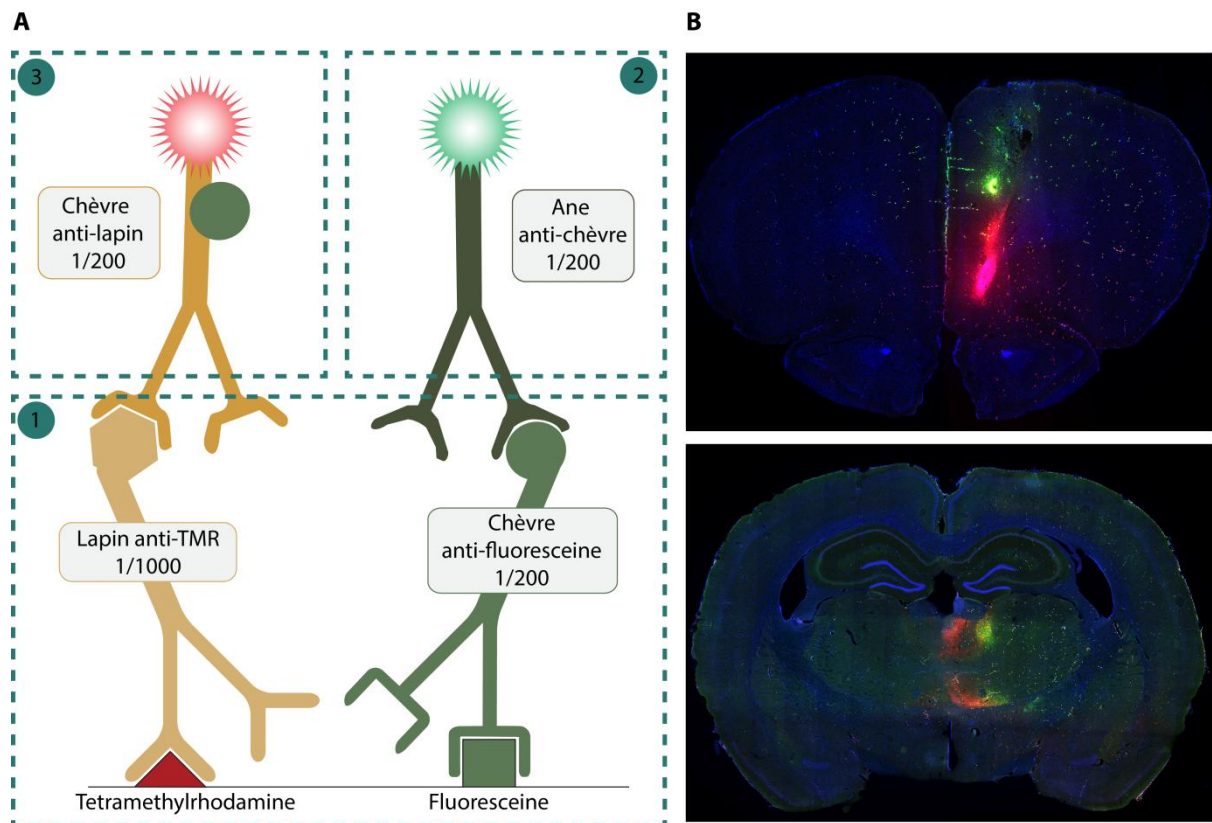 A
B
3
2
Chèvre
anti-lapin
1/200
Ane
anti-chèvre
1/200
1
Lapin anti-TMR
1/1000
Chèvre
anti-fluoresceine
1/200
Tetramethylrhodamine
Fluoresceine